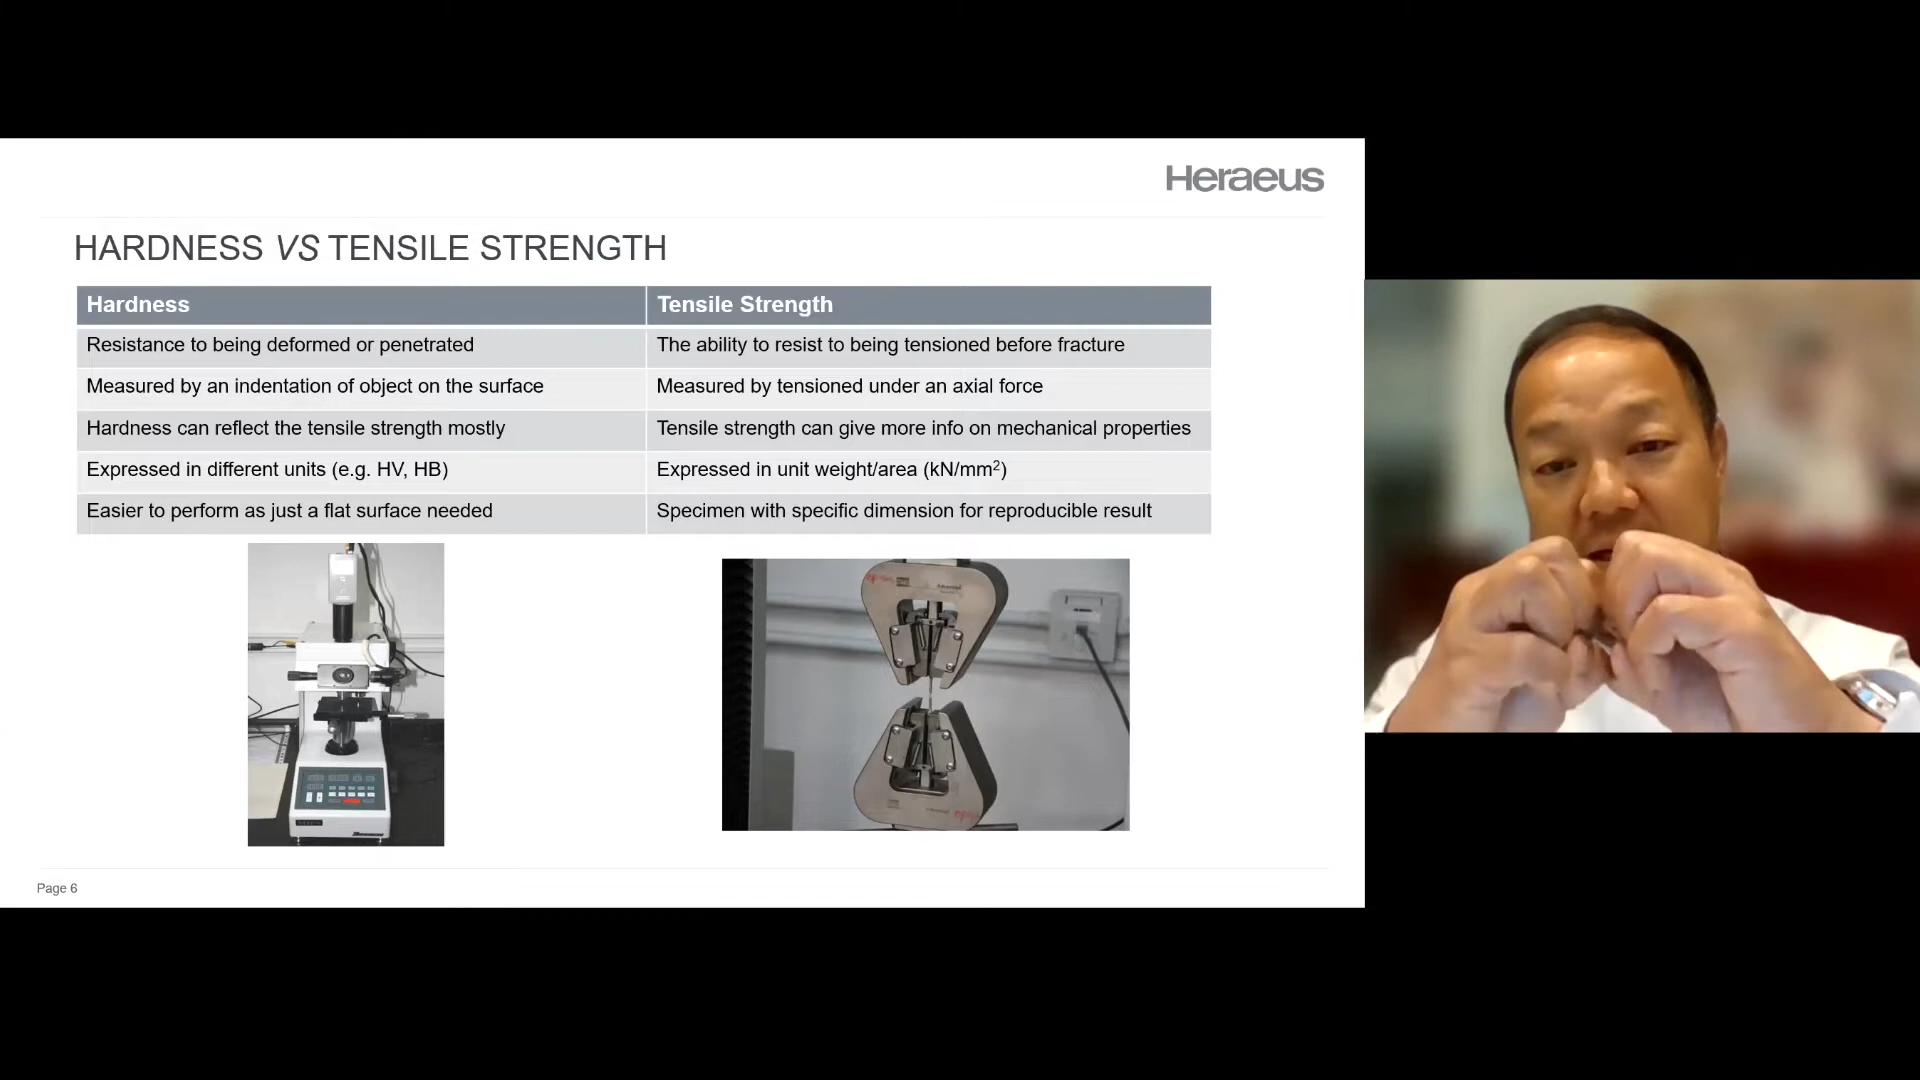 Heraeus
HARDNESS VS TENSILE STRENGTH
Hardness
Tensile Strength
Resistance to being deformed or penetrated
The ability to resist to being tensioned before fracture
Measured by an indentation of object on the surface
Measured by tensioned under an axial force
Hardness can reflect the tensile strength mostly
Tensile strength can give more info on mechanical properties
Expressed in different units (e.g. HV, HB)
Expressed in unit weight/area (kN/mm²)
Easier to perform as just a flat surface needed
Specimen with specific dimension for reproducible result
Page 6